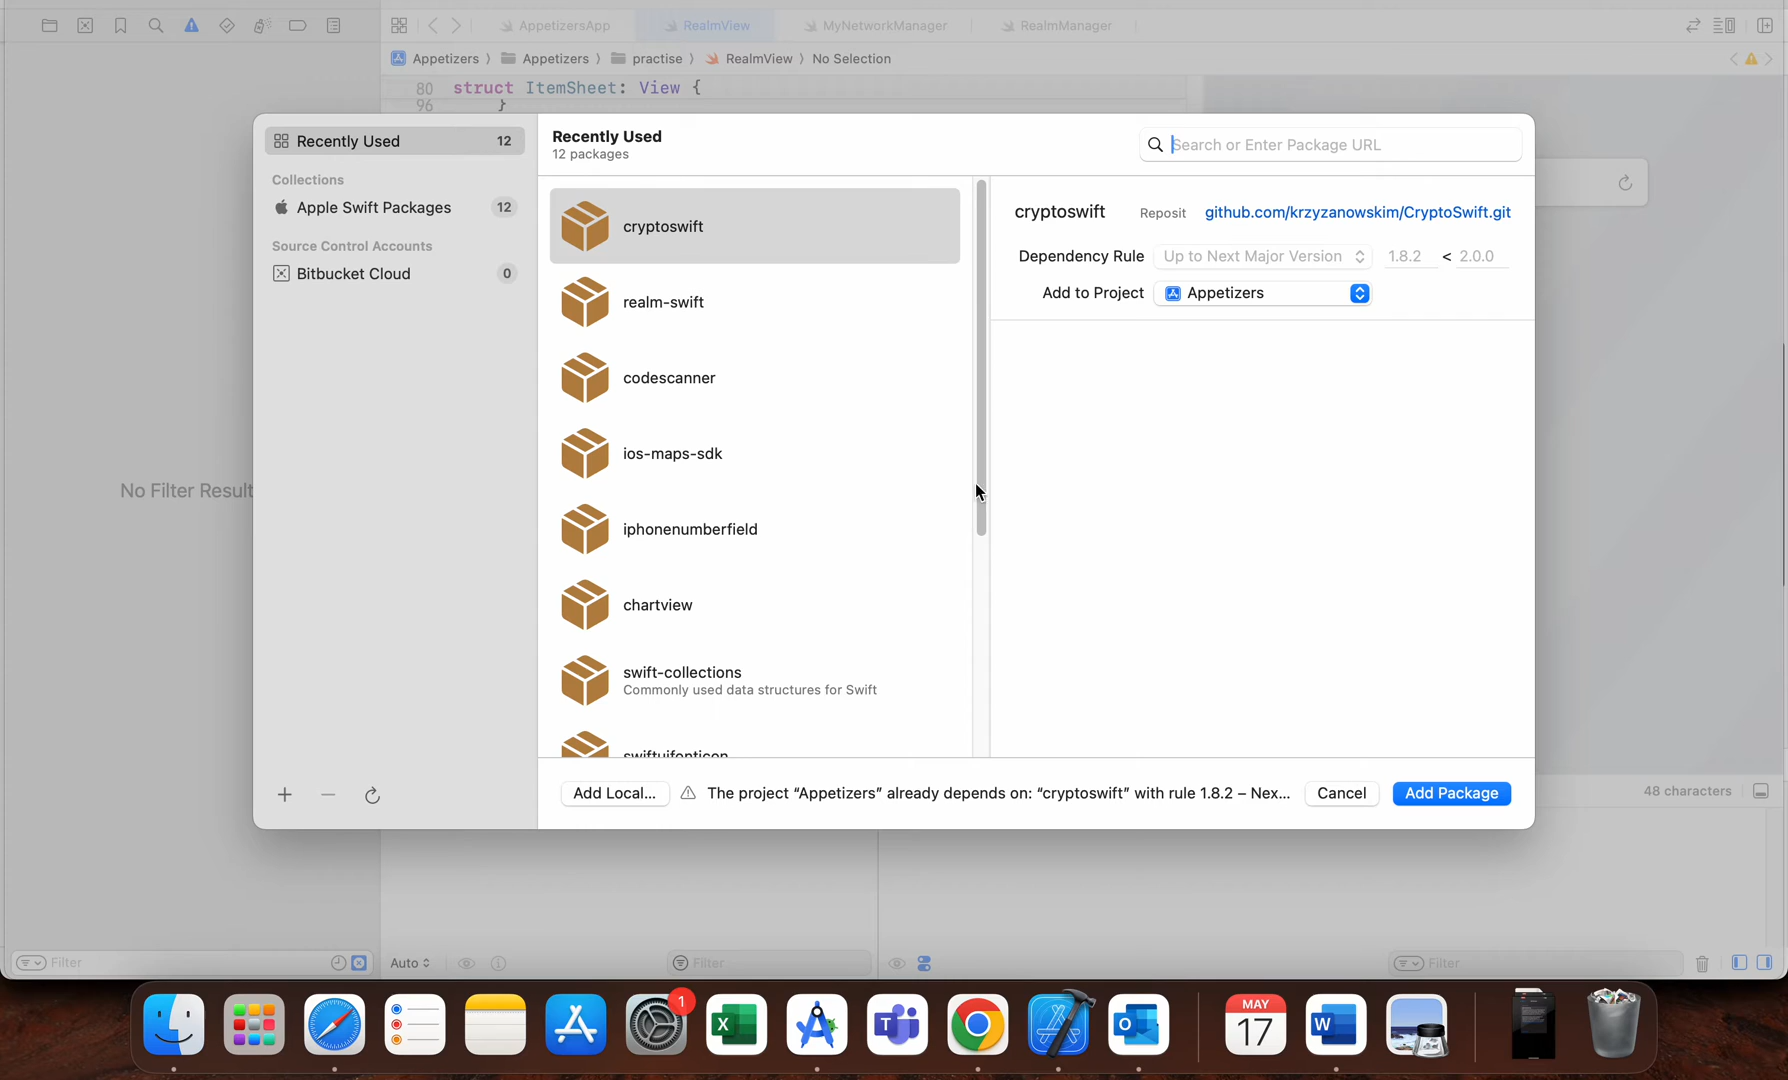 AppetizersApp
RealmView
MyNetworkManager
RealmManager
Appetizers
Appetizers
practise
RealmView
No Selection
80 struct ItemSheet: View {
96 }
Recently Used 12
Collections
Apple Swift Packages 12
Source Control Accounts
Bitbucket Cloud 0
Recently Used
12 packages
Search or Enter Package URL
cryptoswift
realm-swift
codescanner
ios-maps-sdk
iphonenumberfield
chartview
swift-collections
Commonly used data structures for Swift
swiftuifonticon
cryptoswift Reposit github.com/krzyzanowskim/CryptoSwift.git
Dependency Rule Up to Next Major Version 1.8.2 < 2.0.0
Add to Project Appetizers
No Filter Result
Add Local... The project “Appetizers” already depends on: “cryptoswift” with rule 1.8.2 – Nex... Cancel Add Package
48 characters
Filter
Auto
Filter
Filter
1
MAY
17